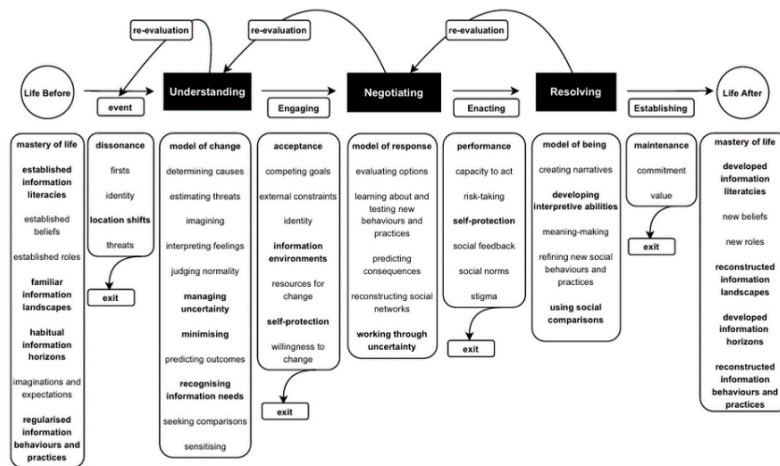 re-evaluation
re-evaluation
re-evaluation
Life Before
event
Understanding
Engaging
Negotiating
Enacting
Resolving
Establishing
Life After
mastery of life
established
information
literacies
established
beliefs
established roles
familiar
information
landscapes
habitual
information
horizons
imaginations and
expectations
regularised
information
behaviours and
practices
dissonance
firsts
identity
location shifts
threats
exit
model of change
determining causes
estimating threats
imagining
interpreting feelings
judging normality
managing
uncertainty
minimising
predicting outcomes
recognising
information needs
seeking comparisons
sensitising
acceptance
competing goals
external constraints
identity
information
environments
resources for
change
self-protection
willingness to
change
exit
model of response
evaluating options
learning about and
testing new
behaviours and
practices
predicting
consequences
reconstructing social
networks
working through
uncertainty
performance
capacity to act
risk-taking
self-protection
social feedback
social norms
stigma
exit
model of being
creating narratives
developing
interpretive abilities
meaning-making
refining new social
behaviours and
practices
using social
comparisons
maintenance
commitment
value
exit
mastery of life
developed
information
literatcies
new beliefs
new roles
reconstructed
information
landscapes
developed
information
horizons
reconstructed
information
behaviours and
practices